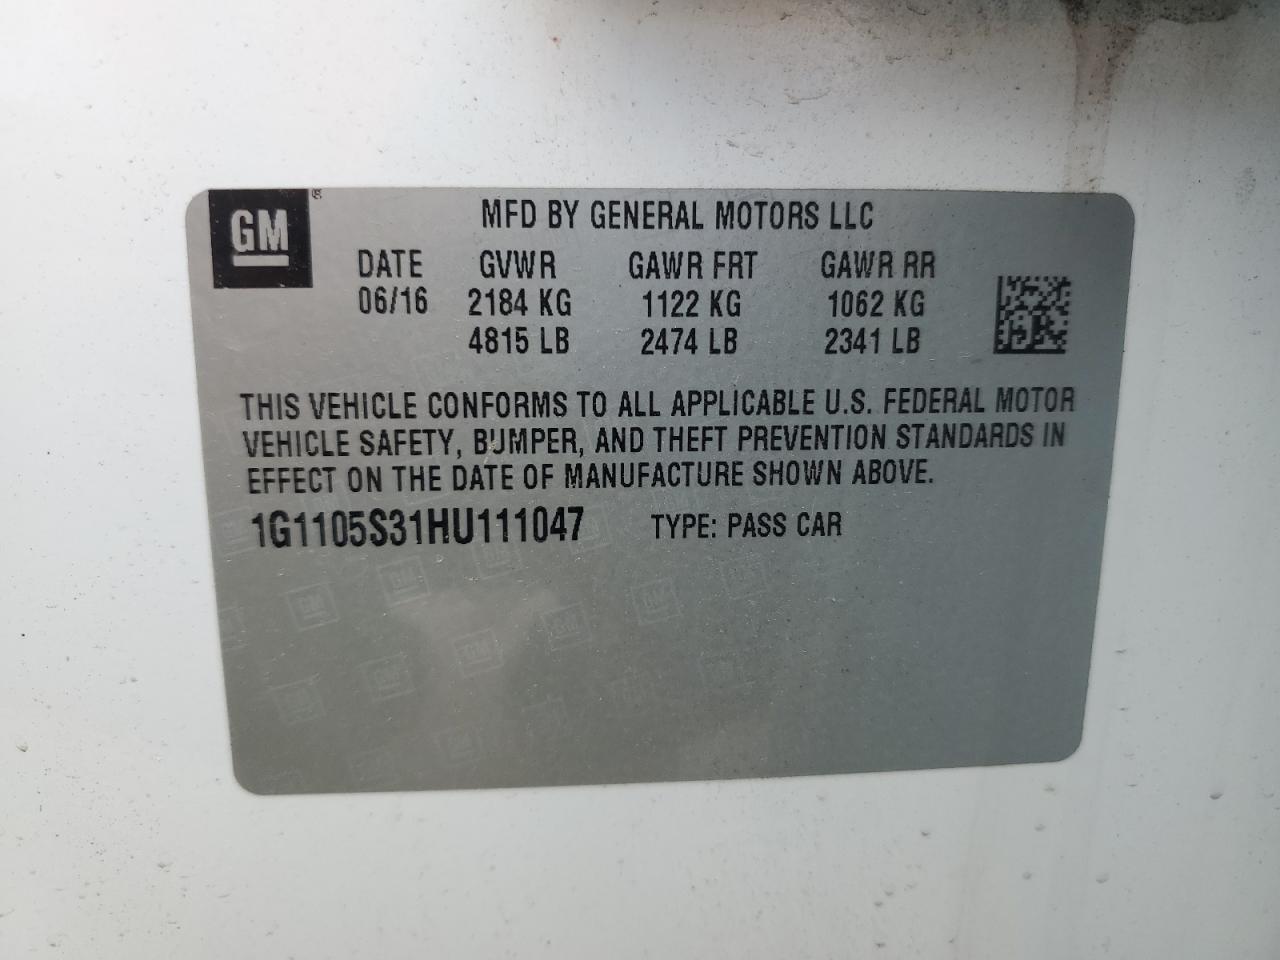 GM ®
MFD BY GENERAL MOTORS LLC
DATE GVWR GAWR FRT GAWR RR
06/16 2184 KG 1122 KG 1062 KG
4815 LB 2474 LB 2341 LB
THIS VEHICLE CONFORMS TO ALL APPLICABLE U.S. FEDERAL MOTOR
VEHICLE SAFETY, BUMPER, AND THEFT PREVENTION STANDARDS IN
EFFECT ON THE DATE OF MANUFACTURE SHOWN ABOVE.
1G1105S31HU111047 TYPE: PASS CAR